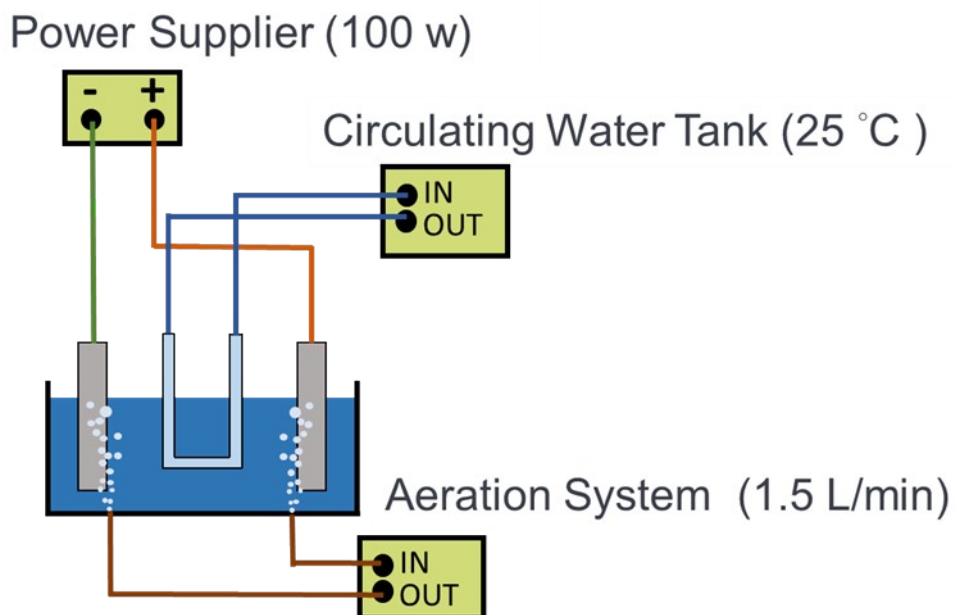 Power Supplier (100 w)
- +
Circulating Water Tank (25 °C )
IN
OUT
Aeration System (1.5 L/min)
IN
OUT